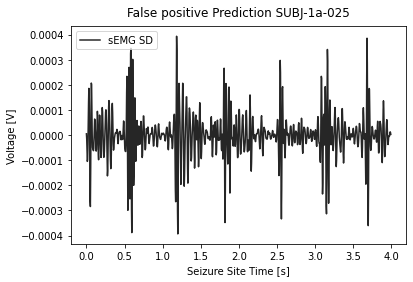 False positive Prediction SUBJ-1a-025
sEMG SD
Voltage [V]
0.0004
0.0003
0.0002
0.0001
0.0000
−0.0001
−0.0002
−0.0003
−0.0004
0.0 0.5 1.0 1.5 2.0 2.5 3.0 3.5 4.0
Seizure Site Time [s]